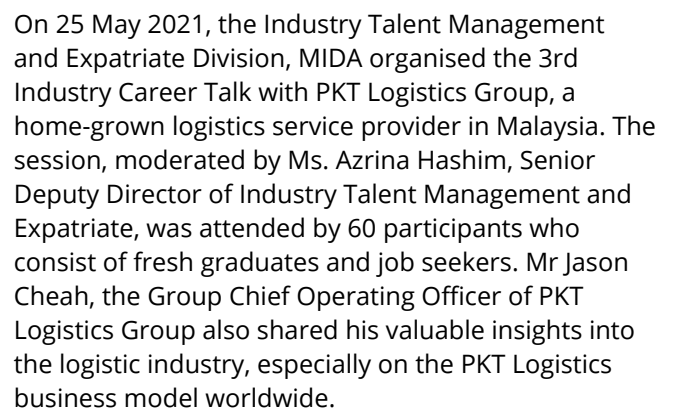 On 25 May 2021, the Industry Talent Management
and Expatriate Division, MIDA organised the 3rd
Industry Career Talk with PKT Logistics Group, a
home-grown logistics service provider in Malaysia. The
session, moderated by Ms. Azrina Hashim, Senior
Deputy Director of Industry Talent Management and
Expatriate, was attended by 60 participants who
consist of fresh graduates and job seekers. Mr Jason
Cheah, the Group Chief Operating Officer of PKT
Logistics Group also shared his valuable insights into
the logistic industry, especially on the PKT Logistics
business model worldwide.